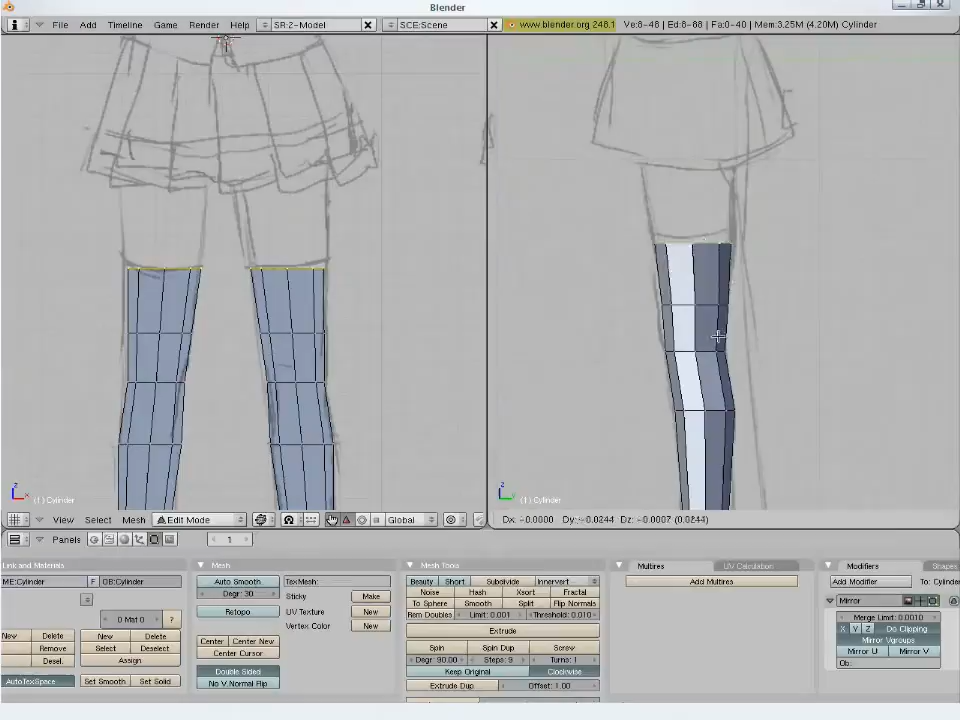 Blender
File Add Timeline Game Render Help SR:2-Model SCE:Scene www.blender.org 248.1 Ve:8-48 | Ed:8-88 | Fa:0-40 | Mem:3.25M (4.20M) Cylinder
z x
(1) Cylinder
z y
(1) Cylinder
View Select Mesh Edit Mode Global Dx: -0.0000 Dy: -0.0244 Dz: -0.0007 (0.0244)
Panels 1
Link and Materials Mesh Mesh Tools Multires UV Calculation Modifiers Shapes
ME:Cylinder F OB:Cylinder Auto Smooth TexMesh: Beauty Short Subdivide Innervert Add Multires Add Modifier To: Cylinder
Degr: 30 Sticky Make Noise Hash Xsort Fractal
Retopo UV Texture New To Sphere Smooth Split Flip Normals Mirror
0 Mat 0 ? Vertex Color New Rem Doubles Limit: 0.001 Threshold: 0.010 Merge Limit: 0.0010
New Delete New Delete Center Center New Extrude X Y Z Do Clipping
Remove Select Deselect Center Cursor Spin Spin Dup Screw Mirror Vgroups
Desel. Assign Degr: 90.00 Steps: 9 Turns: 1 Mirror U Mirror V
Double Sided Keep Original Clockwise Ob:
AutoTexSpace Set Smooth Set Solid No V.Normal Flip Extrude Dup Offset: 1.00